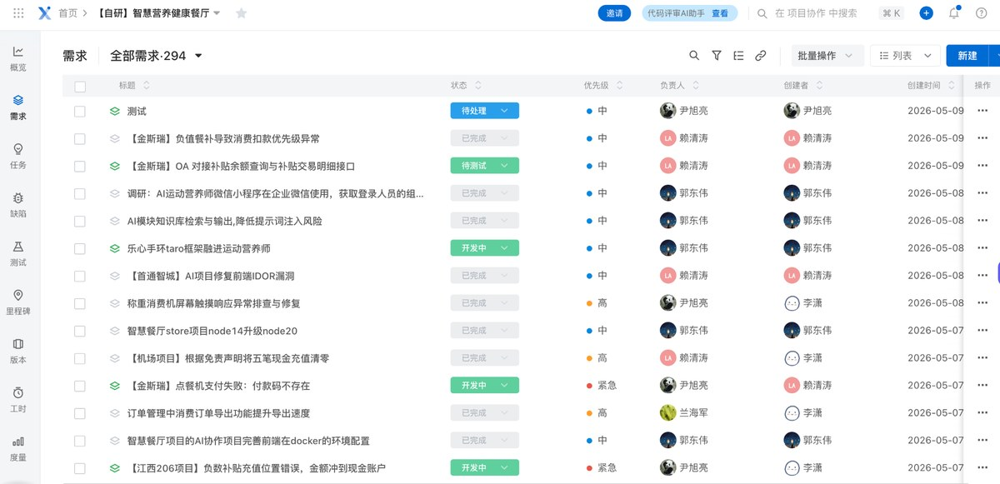 首页 【自研】智慧营养健康餐厅 邀请 代码评审AI助手 查看 在 项目协作 中搜索 ⌘ K
概览
需求
任务
缺陷
测试
里程碑
版本
工时
度量
需求 全部需求·294 批量操作 列表 新建
标题 状态 优先级 负责人 创建者 创建时间 操作
测试 待处理 中 尹旭亮 尹旭亮 2026-05-09
【金斯瑞】负值餐补导致消费扣款优先级异常 已完成 中 LA 赖清涛 LA 赖清涛 2026-05-09
【金斯瑞】OA 对接补贴余额查询与补贴交易明细接口 待测试 中 LA 赖清涛 LA 赖清涛 2026-05-09
调研：AI运动营养师微信小程序在企业微信使用，获取登录人员的组... 已完成 中 郭东伟 郭东伟 2026-05-08
AI模块知识库检索与输出,降低提示词注入风险 已完成 中 郭东伟 郭东伟 2026-05-08
乐心手环taro框架融进运动营养师 开发中 中 郭东伟 郭东伟 2026-05-08
【首通智城】AI项目修复前端IDOR漏洞 已完成 中 LA 赖清涛 LA 赖清涛 2026-05-08
称重消费机屏幕触摸响应异常排查与修复 已完成 高 尹旭亮 李潇 2026-05-08
智慧餐厅store项目node14升级node20 已完成 中 郭东伟 郭东伟 2026-05-07
【机场项目】根据免责声明将五笔现金充值清零 已完成 高 LA 赖清涛 李潇 2026-05-07
【金斯瑞】点餐机支付失败：付款码不存在 开发中 紧急 尹旭亮 LA 赖清涛 2026-05-07
订单管理中消费订单导出功能提升导出速度 已完成 高 兰海军 李潇 2026-05-07
智慧餐厅项目的AI协作项目完善前端在docker的环境配置 已完成 中 郭东伟 郭东伟 2026-05-07
【江西206项目】负数补贴充值位置错误，金额冲到现金账户 开发中 紧急 尹旭亮 李潇 2026-05-07